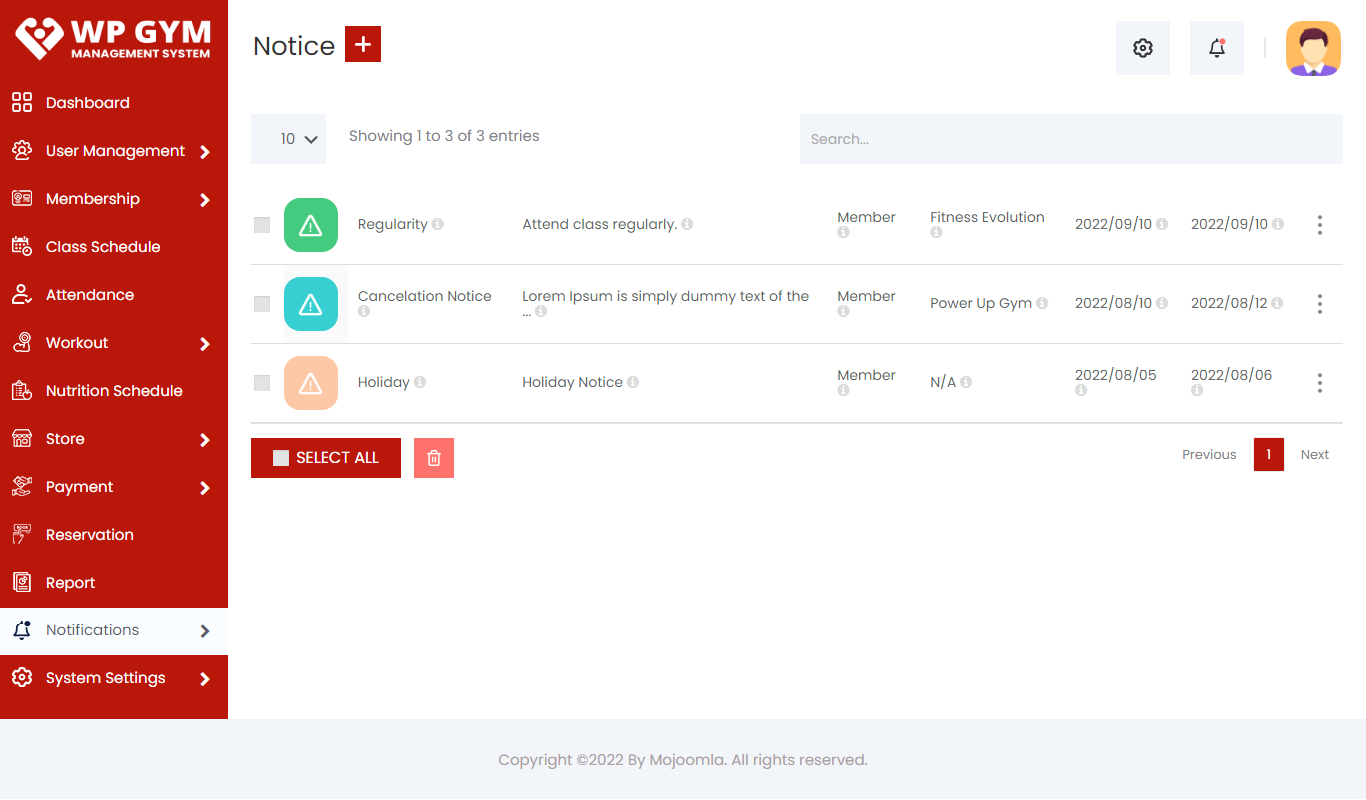 WP GYM
MANAGEMENT SYSTEM
Dashboard
User Management
Membership
Class Schedule
Attendance
Workout
Nutrition Schedule
Store
Payment
Reservation
Report
Notifications
System Settings
Notice
10
Showing 1 to 3 of 3 entries
Search...
Regularity
Attend class regularly.
Member
Fitness Evolution
2022/09/10
2022/09/10
Cancelation Notice
Lorem Ipsum is simply dummy text of the
...
Member
Power Up Gym
2022/08/10
2022/08/12
Holiday
Holiday Notice
Member
N/A
2022/08/05
2022/08/06
SELECT ALL
Previous
1
Next
Copyright ©2022 By Mojoomla. All rights reserved.